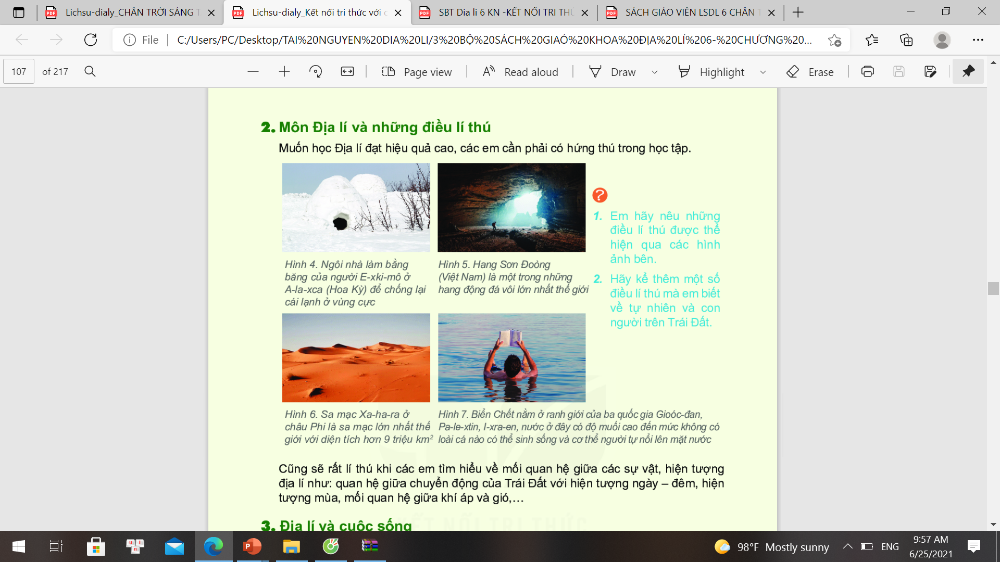 Lichsu-dialy_CHÂN TRỜI SÁNG T
Lichsu-dialy_Kết nối tri thức với c
SBT Dia li 6 KN -KẾT NỐI TRI THỨ
SÁCH GIÁO VIÊN LSDL 6 CHÂN T
File
C:/Users/PC/Desktop/TAI%20NGUYEN%20DIA%20LI/3%20BỘ%20SÁCH%20GIAÓ%20KHOA%20ĐỊA%20LÍ%206-%20CHƯƠNG%20...
107 of 217
Page view
Read aloud
Draw
Highlight
Erase
2. Môn Địa lí và những điều lí thú
Muốn học Địa lí đạt hiệu quả cao, các em cần phải có hứng thú trong học tập.
Hình 4. Ngôi nhà làm bằng
băng của người E-xki-mô ở
A-la-xca (Hoa Kỳ) để chống lại
cái lạnh ở vùng cực
Hình 5. Hang Sơn Đoòng
(Việt Nam) là một trong những
hang động đá vôi lớn nhất thế giới
?
1. Em hãy nêu những
điều lí thú được thể
hiện qua các hình
ảnh bên.
2. Hãy kể thêm một số
điều lí thú mà em biết
về tự nhiên và con
người trên Trái Đất.
Hình 6. Sa mạc Xa-ha-ra ở
châu Phi là sa mạc lớn nhất thế
giới với diện tích hơn 9 triệu km²
Hình 7. Biển Chết nằm ở ranh giới của ba quốc gia Gioóc-đan,
Pa-le-xtin, I-xra-en, nước ở đây có độ muối cao đến mức không có
loài cá nào có thể sinh sống và cơ thể người tự nổi lên mặt nước
Cũng sẽ rất lí thú khi các em tìm hiểu về mối quan hệ giữa các sự vật, hiện tượng
địa lí như: quan hệ giữa chuyển động của Trái Đất với hiện tượng ngày – đêm, hiện
tượng mùa, mối quan hệ giữa khí áp và gió,...
KẾT NỐI TRI THỨC
3. Địa lí và cuộc sống
98°F Mostly sunny
ENG
9:57 AM
6/25/2021